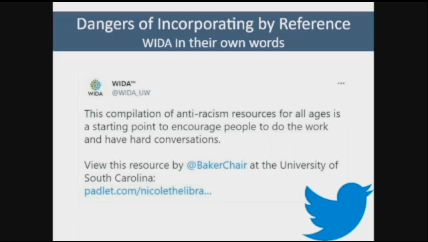 Dangers of Incorporating by Reference
WIDA in their own words
WIDA™
@WIDA_UW
WIDA
This compilation of anti-racism resources for all ages is
a starting point to encourage people to do the work
and have hard conversations.
View this resource by @BakerChair at the University of
South Carolina:
padlet.com/nicolethelibra...